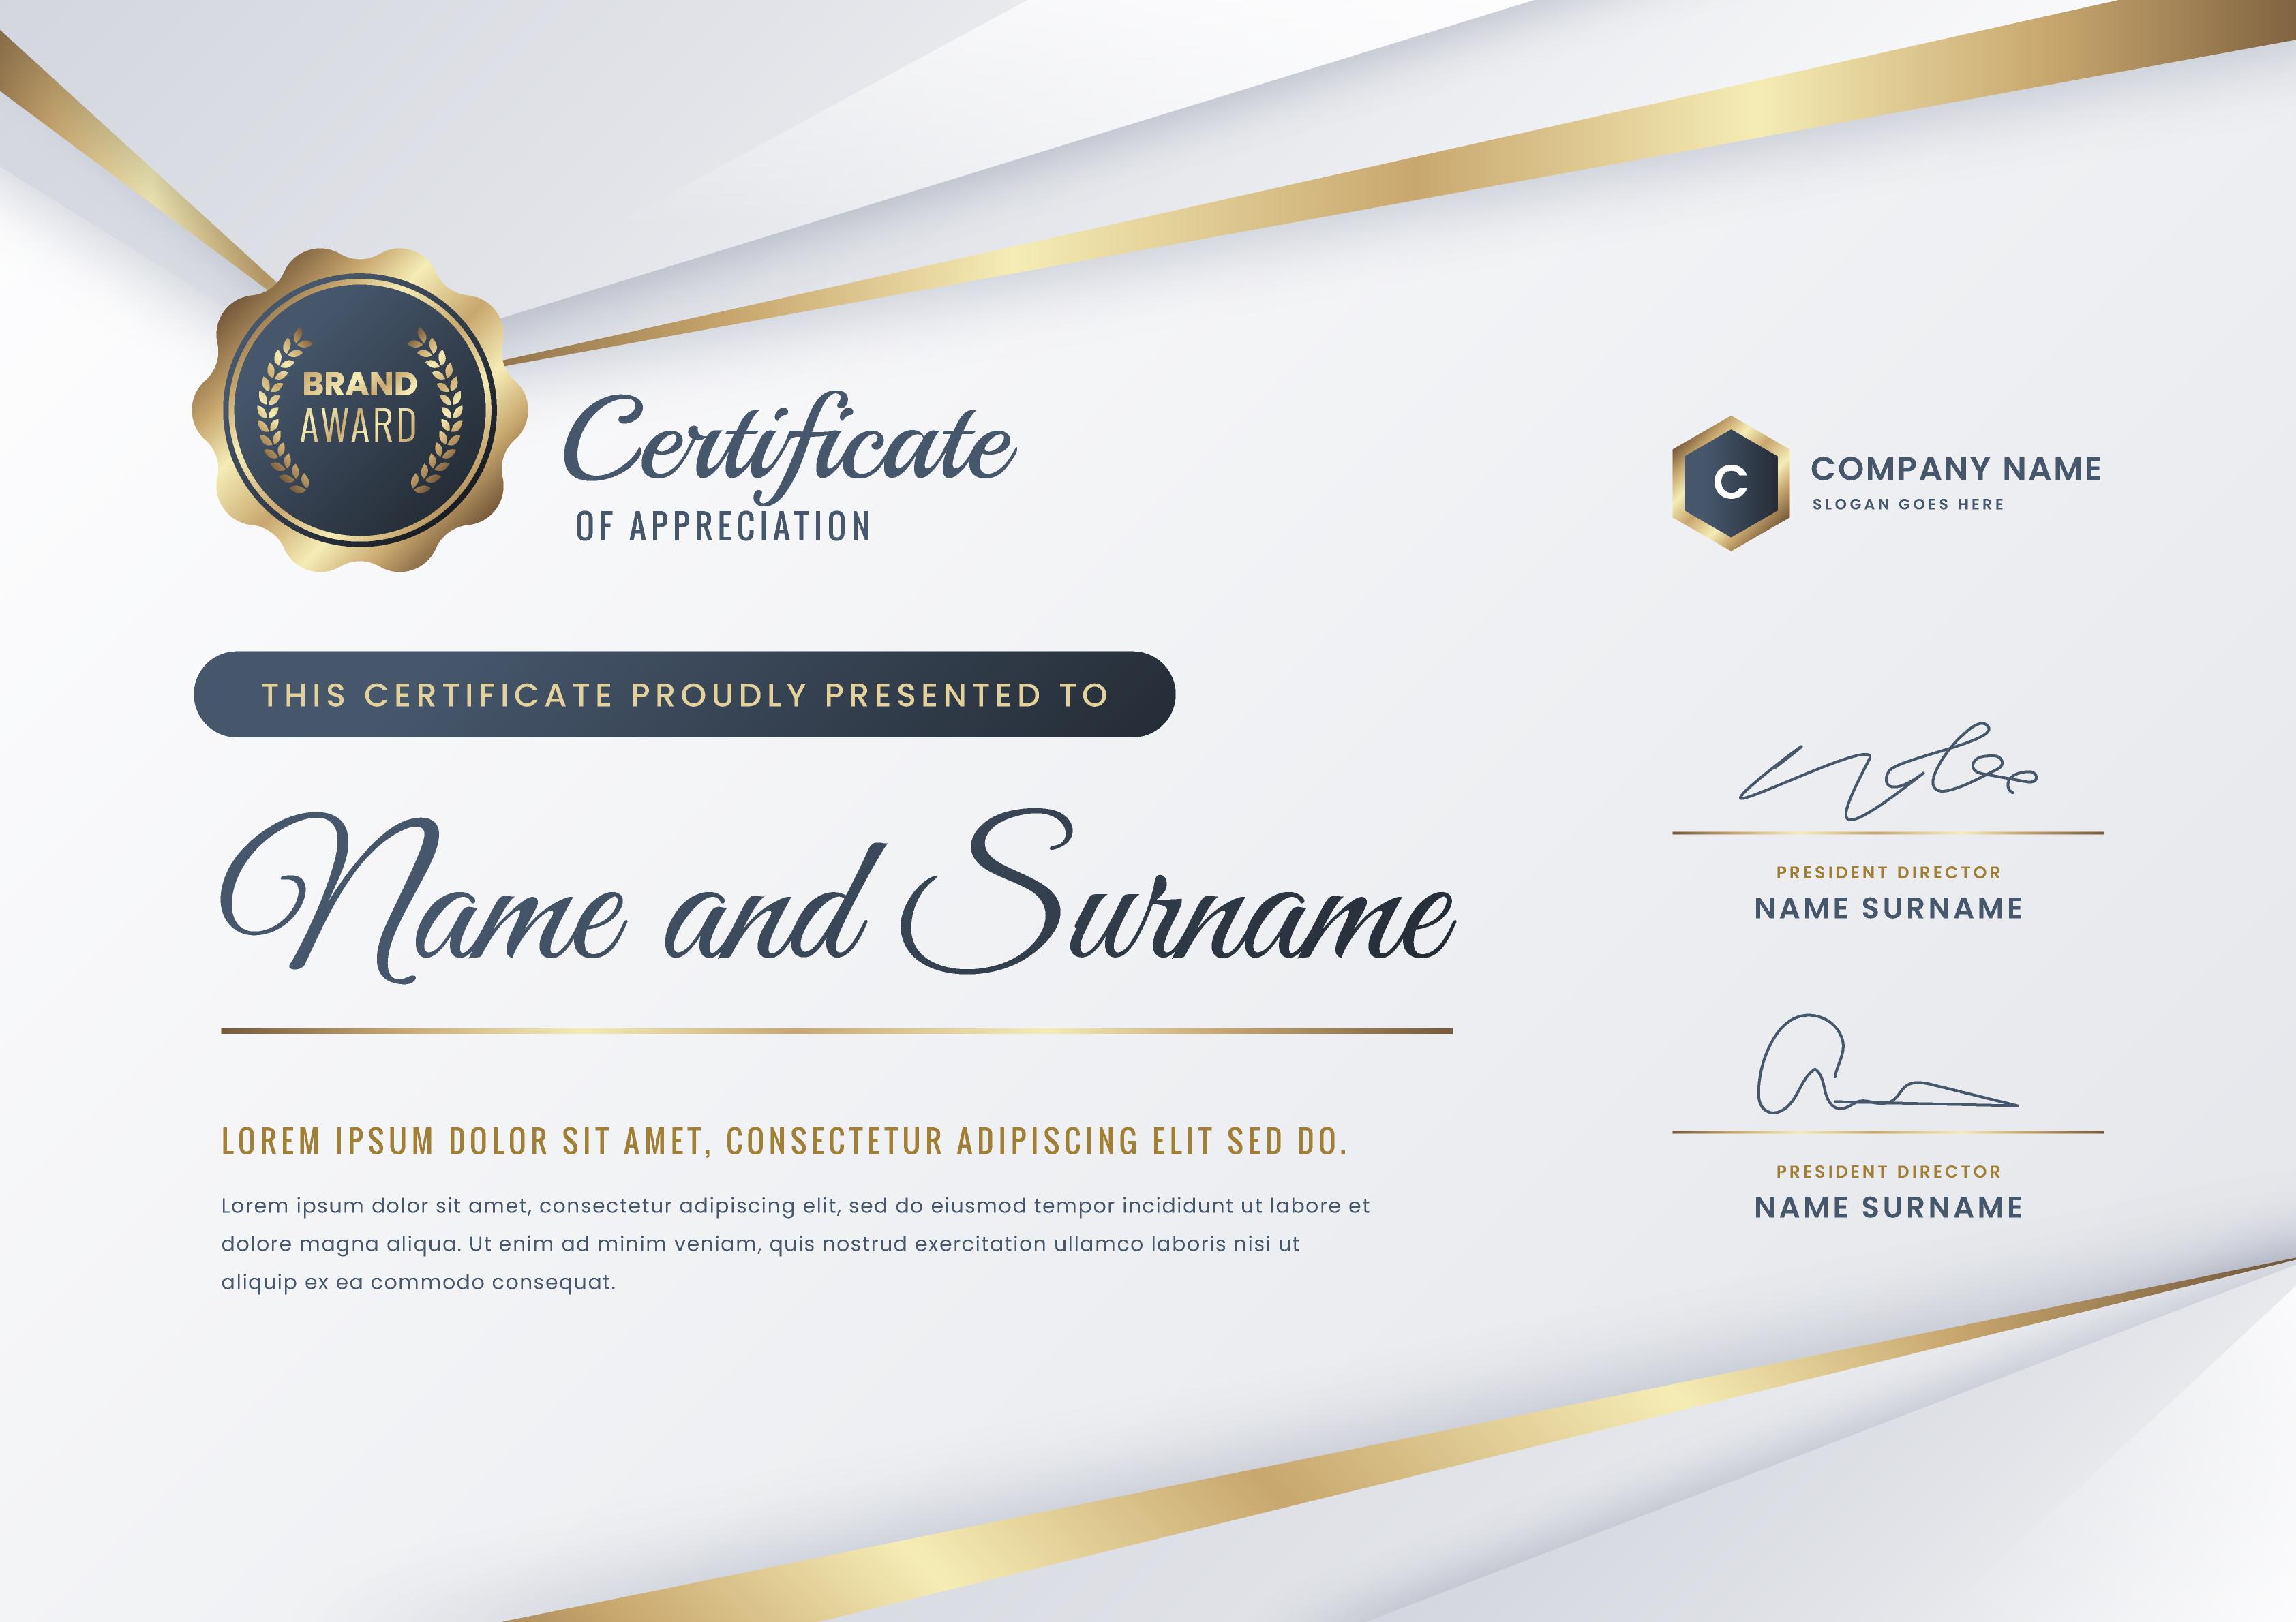 BRAND
AWARD
Certificate
OF APPRECIATION
C
COMPANY NAME
SLOGAN GOES HERE
THIS CERTIFICATE PROUDLY PRESENTED TO
Name and Surname
LOREM IPSUM DOLOR SIT AMET, CONSECTETUR ADIPISCING ELIT SED DO.
Lorem ipsum dolor sit amet, consectetur adipiscing elit, sed do eiusmod tempor incididunt ut labore et
dolore magna aliqua. Ut enim ad minim veniam, quis nostrud exercitation ullamco laboris nisi ut
aliquip ex ea commodo consequat.
PRESIDENT DIRECTOR
NAME SURNAME
PRESIDENT DIRECTOR
NAME SURNAME